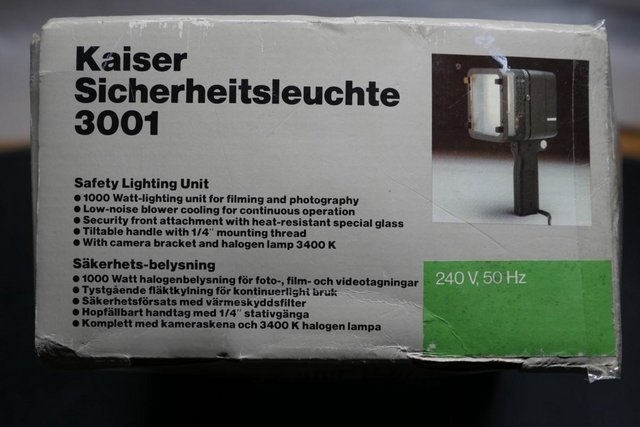 Kaiser
Sicherheitsleuchte
3001
Safety Lighting Unit
● 1000 Watt-lighting unit for filming and photography
● Low-noise blower cooling for continuous operation
● Security front attachment with heat-resistant special glass
● Tiltable handle with 1/4" mounting thread
● With camera bracket and halogen lamp 3400 K
Säkerhets-belysning
● 1000 Watt halogenbelysning för foto-, film- och videotagningar
● Tystgående fläktkylning för kontinuerlight bruk
● Säkerhetsförsats med värmeskyddsfilter
● Hopfällbart handtag med 1/4" stativgänga
● Komplett med kameraskena och 3400 K halogen lampa
240 V, 50 Hz